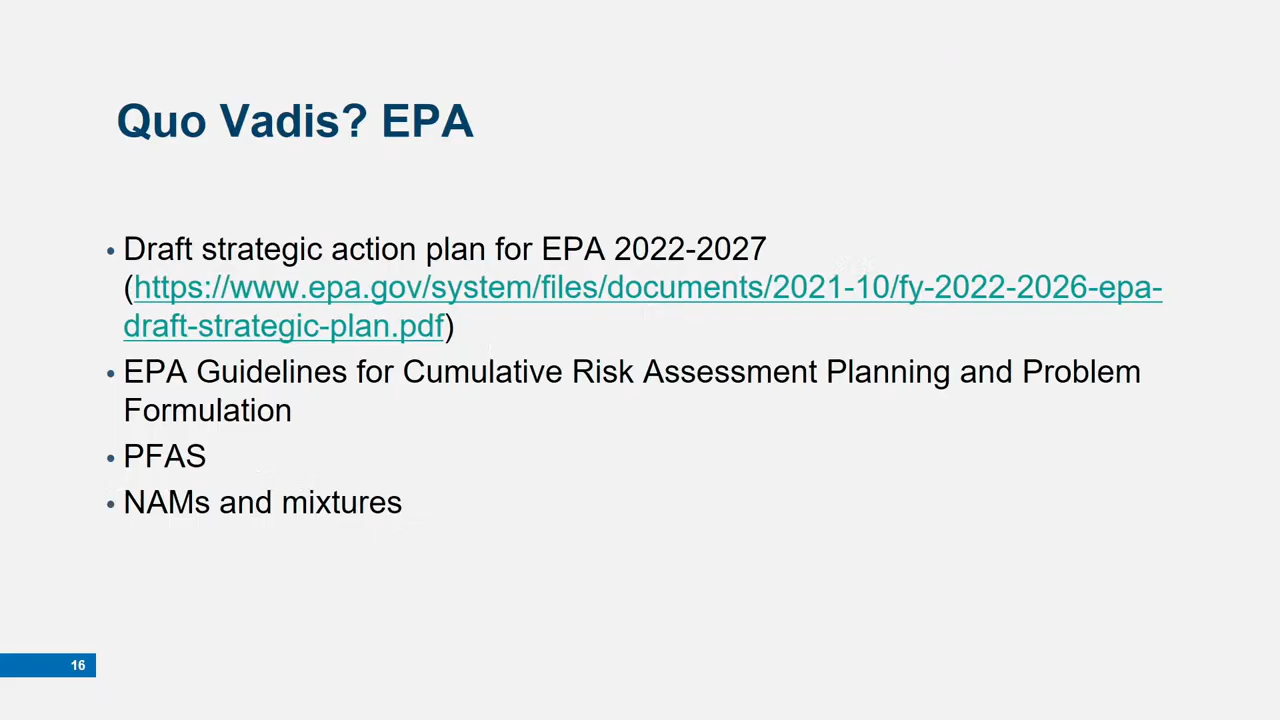 Quo Vadis? EPA
• Draft strategic action plan for EPA 2022-2027
(https://www.epa.gov/system/files/documents/2021-10/fy-2022-2026-epa-
draft-strategic-plan.pdf)
• EPA Guidelines for Cumulative Risk Assessment Planning and Problem
Formulation
• PFAS
• NAMs and mixtures
16